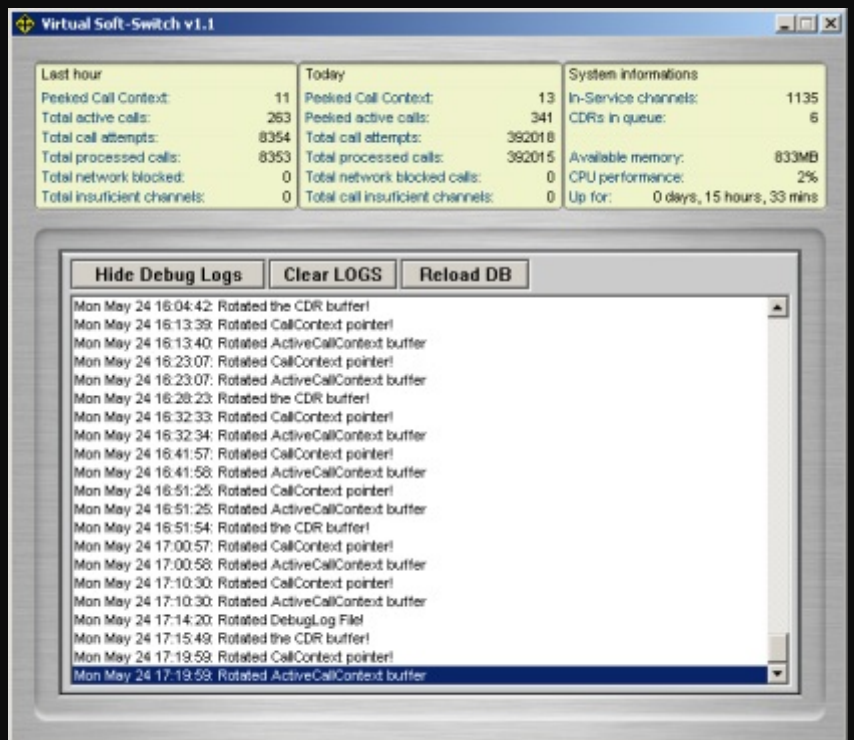 Virtual Soft-Switch v1.1
Last hour
Peeked Call Context: 11
Total active calls: 263
Total call attempts: 8354
Total processed calls: 8353
Total network blocked: 0
Total insuficient channels: 0
Today
Peeked Call Context: 13
Peeked active calls: 341
Total call attempts: 392018
Total processed calls: 392015
Total network blocked calls: 0
Total call insuficient channels: 0
System informations
In-Service channels: 1135
CDRs in queue: 6
Available memory: 833MB
CPU performance: 2%
Up for: 0 days, 15 hours, 33 mins
Hide Debug Logs Clear LOGS Reload DB
Mon May 24 16:04:42: Rotated the CDR buffer!
Mon May 24 16:13:39: Rotated CallContext pointer!
Mon May 24 16:13:40: Rotated ActiveCallContext buffer
Mon May 24 16:23:07: Rotated CallContext pointer!
Mon May 24 16:23:07: Rotated ActiveCallContext buffer
Mon May 24 16:28:23: Rotated the CDR buffer!
Mon May 24 16:32:33: Rotated CallContext pointer!
Mon May 24 16:32:34: Rotated ActiveCallContext buffer
Mon May 24 16:41:57: Rotated CallContext pointer!
Mon May 24 16:41:58: Rotated ActiveCallContext buffer
Mon May 24 16:51:25: Rotated CallContext pointer!
Mon May 24 16:51:25: Rotated ActiveCallContext buffer
Mon May 24 16:51:54: Rotated the CDR buffer!
Mon May 24 17:00:57: Rotated CallContext pointer!
Mon May 24 17:00:58: Rotated ActiveCallContext buffer
Mon May 24 17:10:30: Rotated CallContext pointer!
Mon May 24 17:10:30: Rotated ActiveCallContext buffer
Mon May 24 17:14:20: Rotated DebugLog File!
Mon May 24 17:15:49: Rotated the CDR buffer!
Mon May 24 17:19:59: Rotated CallContext pointer!
Mon May 24 17:19:59: Rotated ActiveCallContext buffer